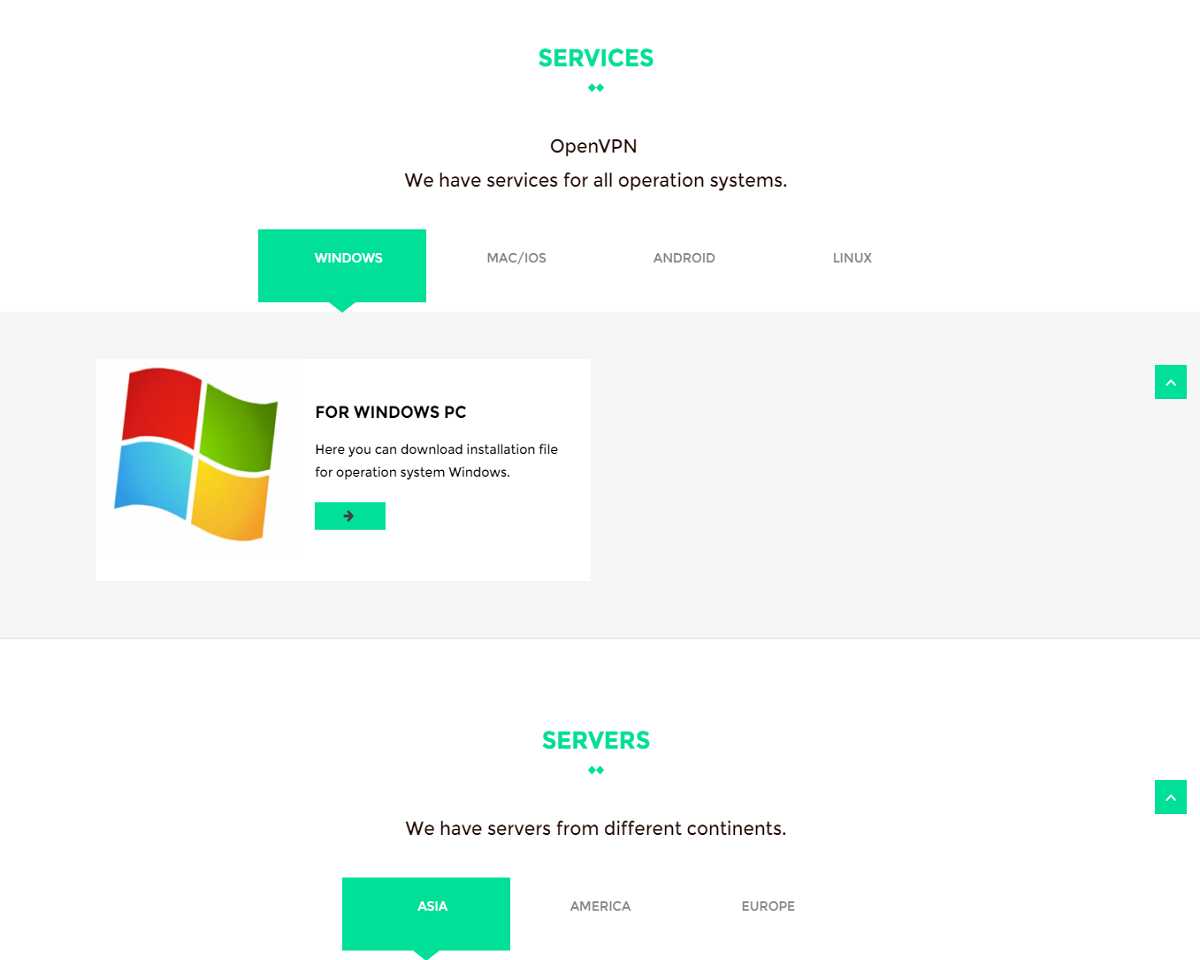 SERVICES
OpenVPN
We have services for all operation systems.
WINDOWS
MAC/IOS
ANDROID
LINUX
FOR WINDOWS PC
Here you can download installation file
for operation system Windows.
SERVERS
We have servers from different continents.
ASIA
AMERICA
EUROPE